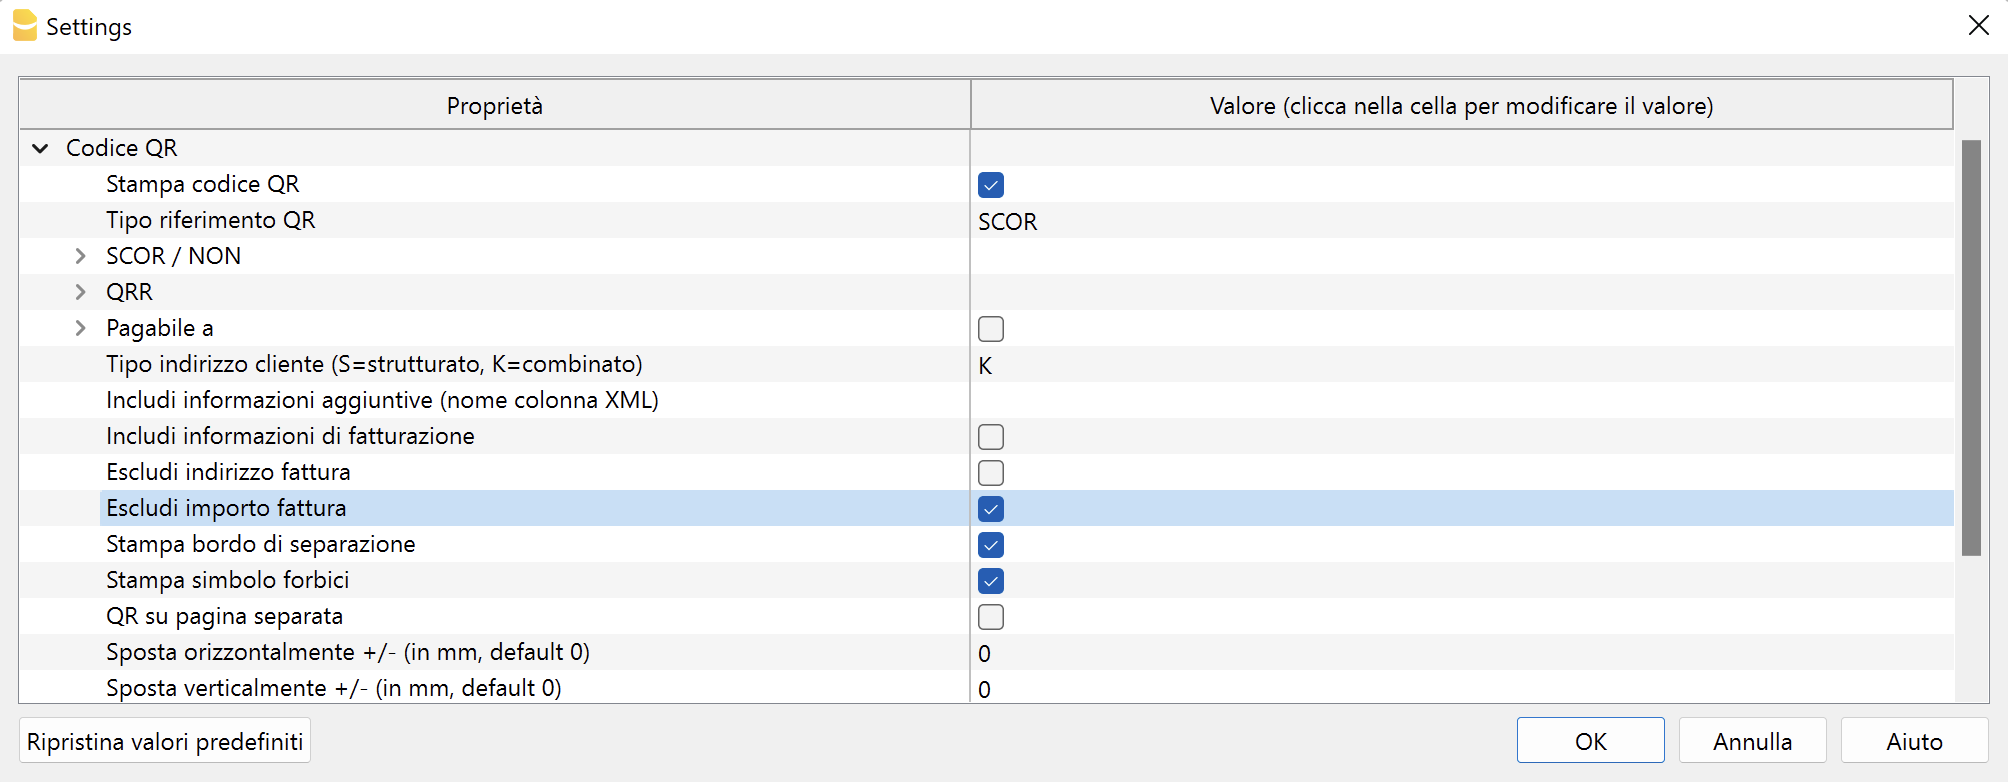 Settings
Proprietà Valore (clicca nella cella per modificare il valore)
Codice QR
Stampa codice QR
Tipo riferimento QR SCOR
SCOR / NON
QRR
Pagabile a
Tipo indirizzo cliente (S=strutturato, K=combinato) K
Includi informazioni aggiuntive (nome colonna XML)
Includi informazioni di fatturazione
Escludi indirizzo fattura
Escludi importo fattura
Stampa bordo di separazione
Stampa simbolo forbici
QR su pagina separata
Sposta orizzontalmente +/- (in mm, default 0) 0
Sposta verticalmente +/- (in mm, default 0) 0
Ripristina valori predefiniti OK Annulla Aiuto